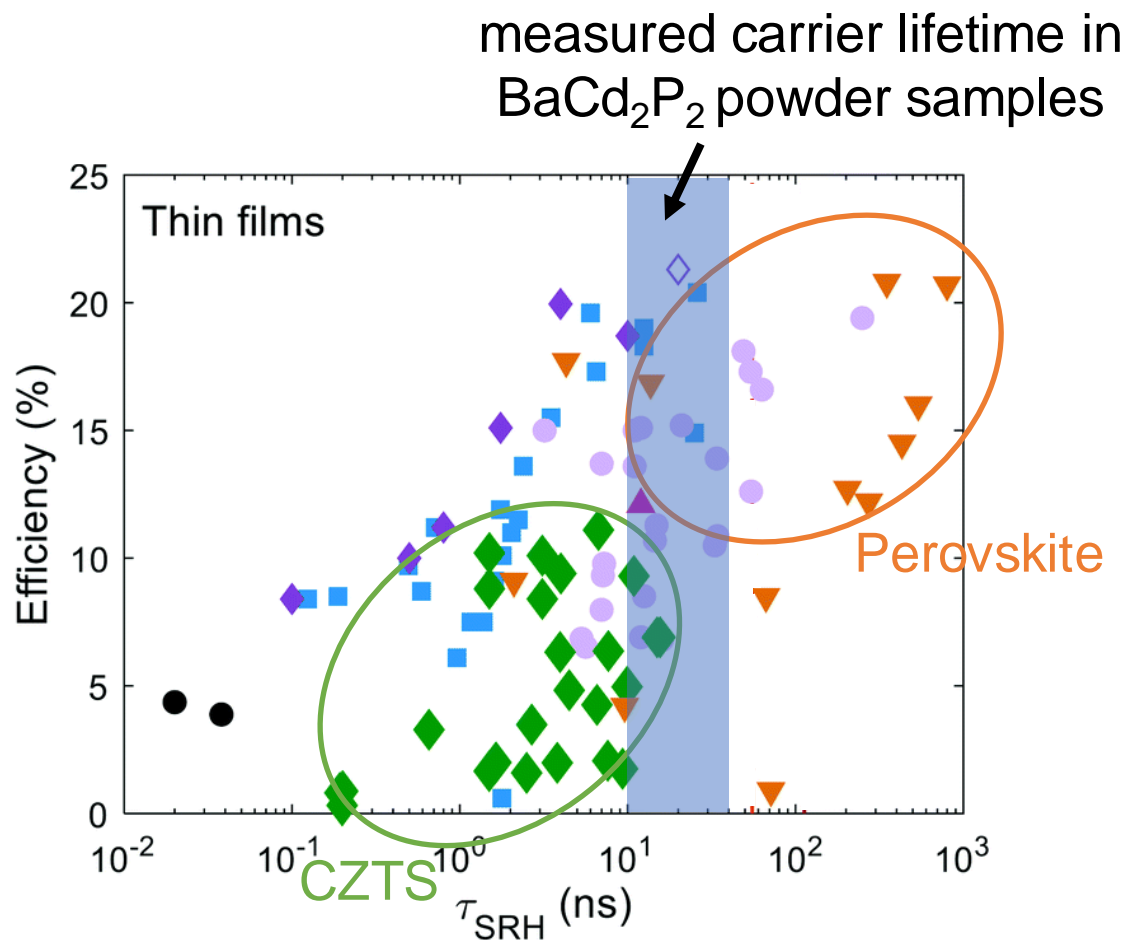 measured carrier lifetime in
BaCd₂P₂ powder samples
25
Thin films
20
15
10
5
0
Efficiency (%)
Perovskite
CZTS
10⁻²
10⁻¹
10⁰
10¹
10²
10³
τ_SRH (ns)